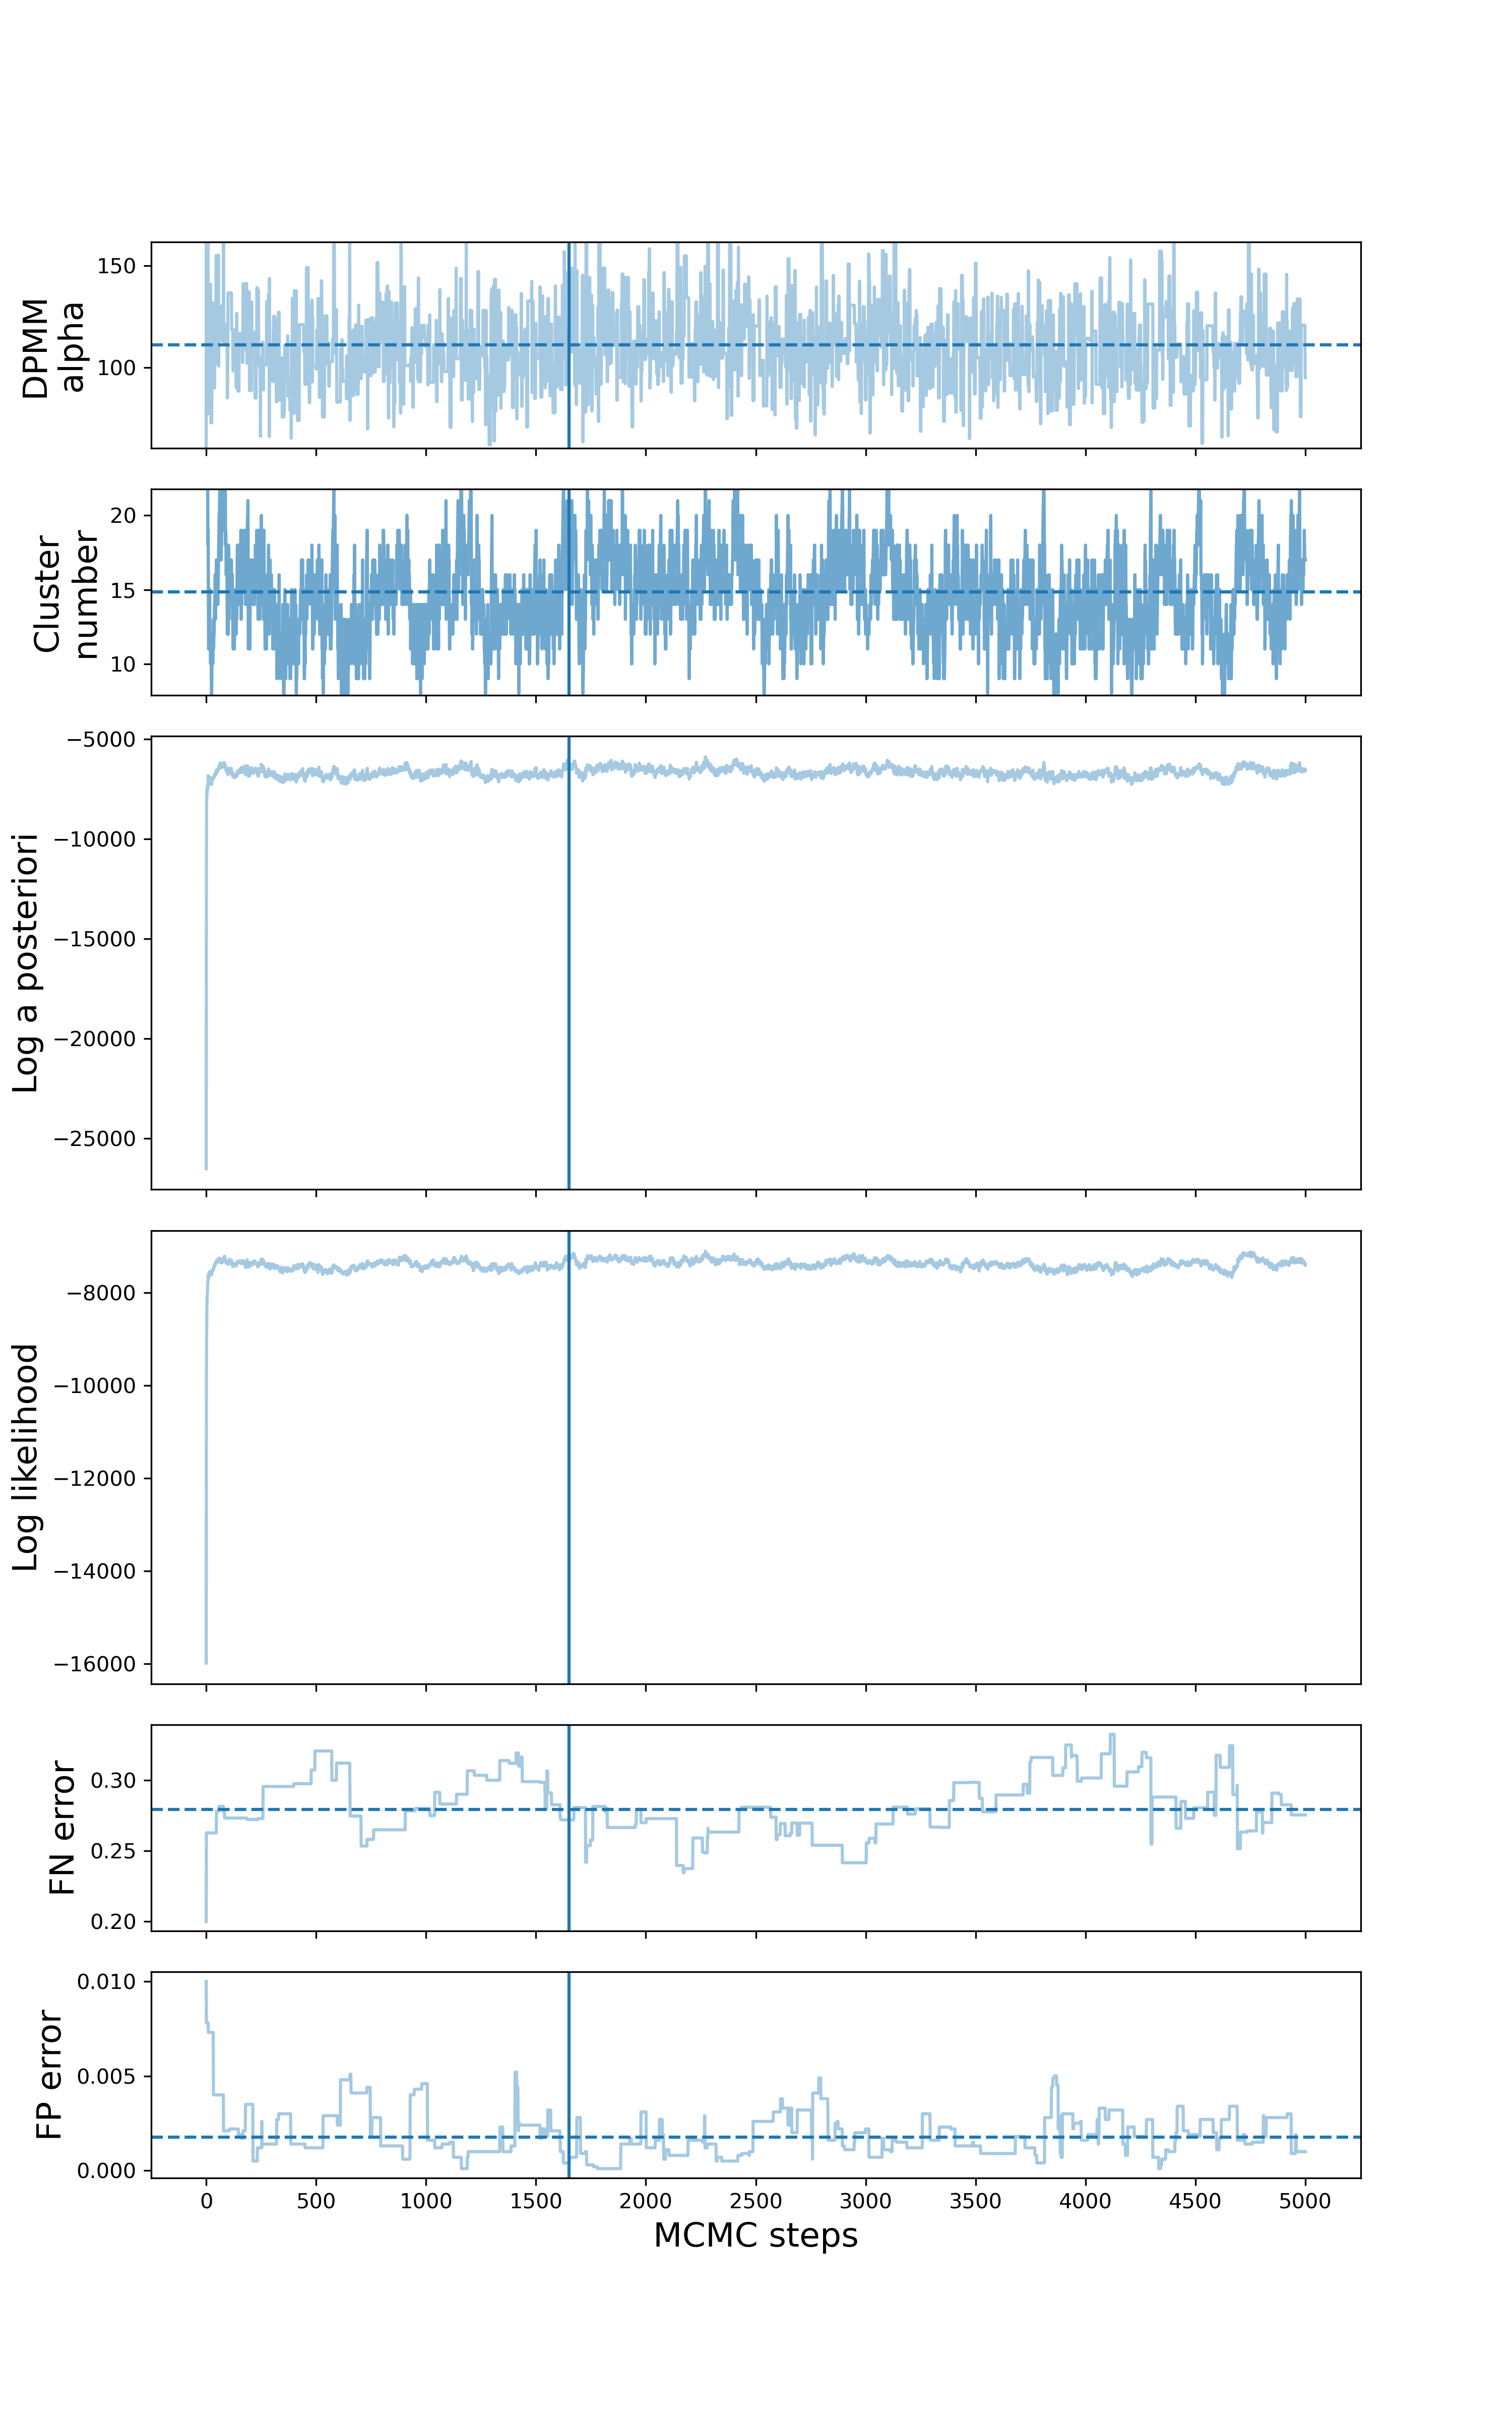 DPMM
alpha
150
100
Cluster
number
20
15
10
Log a posteriori
−5000
−10000
−15000
−20000
−25000
Log likelihood
−8000
−10000
−12000
−14000
−16000
FN error
0.30
0.25
0.20
FP error
0.010
0.005
0.000
0 500 1000 1500 2000 2500 3000 3500 4000 4500 5000
MCMC steps